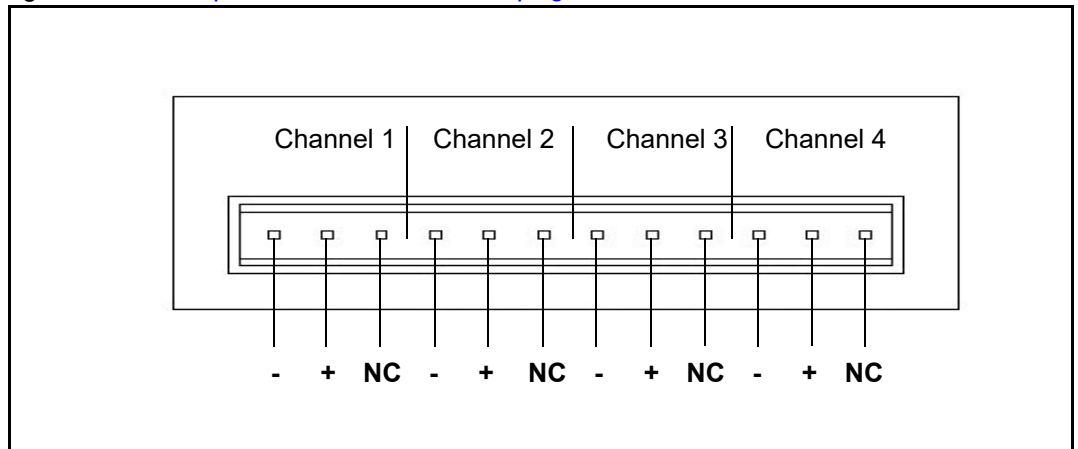 Channel 1 Channel 2 Channel 3 Channel 4
- + NC - + NC - + NC - + NC